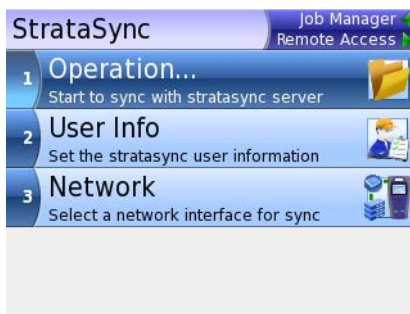 StrataSync
Job Manager
Remote Access
1
Operation...
Start to sync with stratasync server
2
User Info
Set the stratasync user information
3
Network
Select a network interface for sync